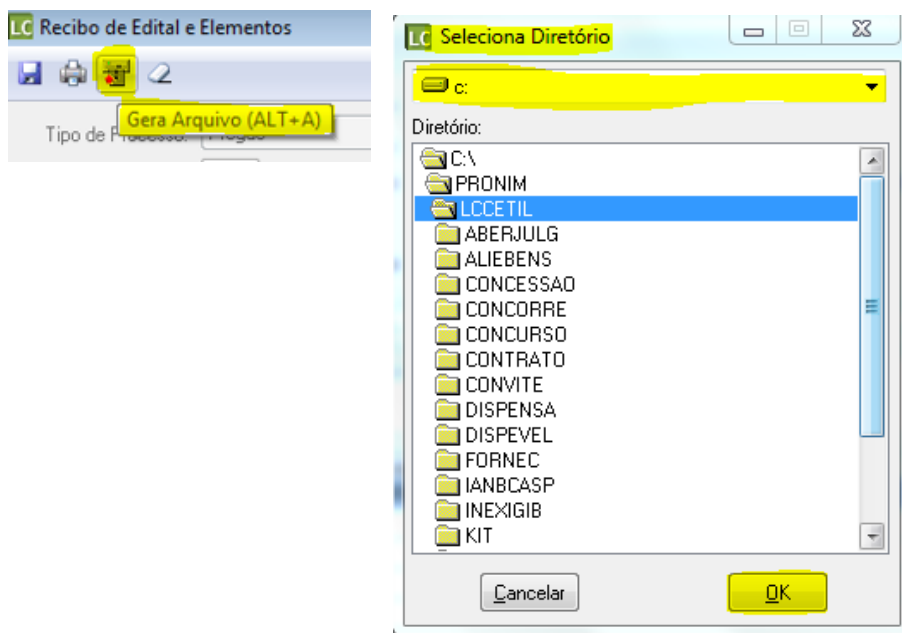 LC Recibo de Edital e Elementos
Gera Arquivo (ALT+A)
Tipo de Processo:
LC Seleciona Diretório
c:
Diretório:
C:\
PRONIM
LCCETIL
ABERJULG
ALIEBENS
CONCESSAO
CONCORRE
CONCURSO
CONTRATO
CONVITE
DISPENSA
DISPEVEL
FORNEC
IANBCASP
INEXIGIB
KIT
Cancelar
OK